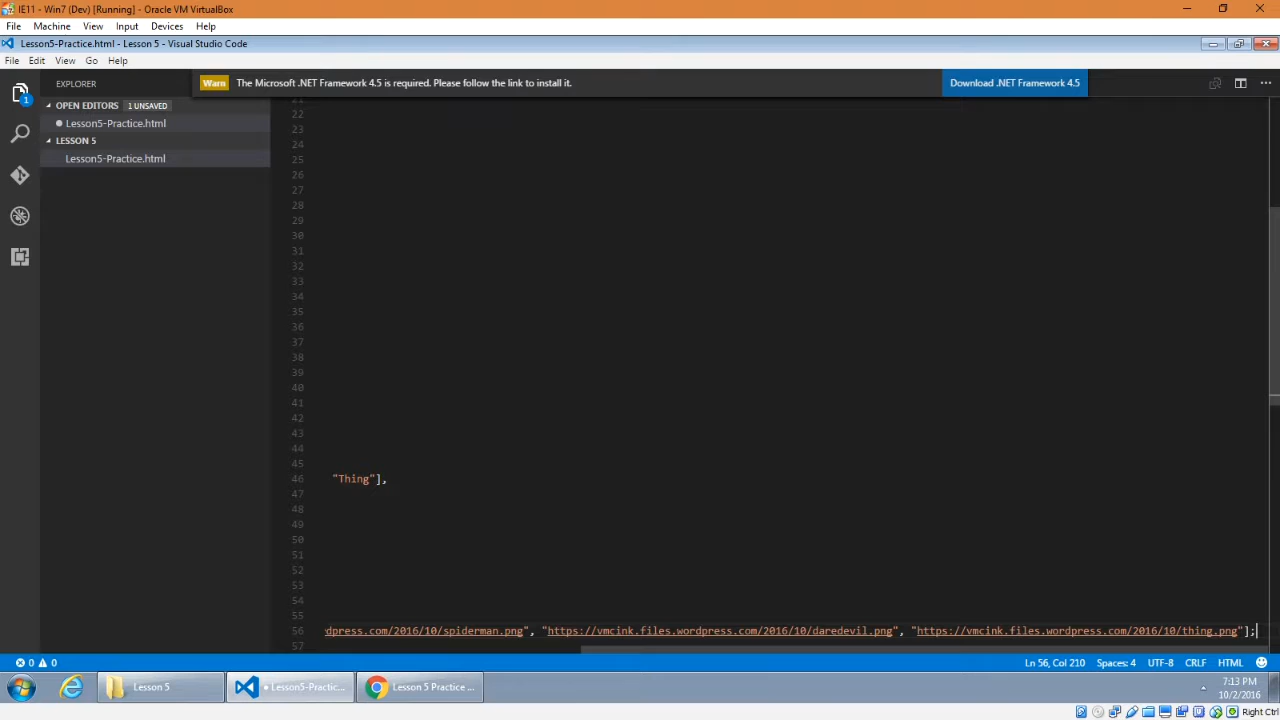 IE11 - Win7 (Dev) [Running] - Oracle VM VirtualBox
File Machine View Input Devices Help
Lesson5-Practice.html - Lesson 5 - Visual Studio Code
File Edit View Go Help
EXPLORER
Warn The Microsoft .NET Framework 4.5 is required. Please follow the link to install it. Download .NET Framework 4.5
1
OPEN EDITORS 1 UNSAVED
Lesson5-Practice.html
LESSON 5
Lesson5-Practice.html
21
22
23
24
25
26
27
28
29
30
31
32
33
34
35
36
37
38
39
40
41
42
43
44
45
46 "Thing"],
47
48
49
50
51
52
53
54
55
56 dpress.com/2016/10/spiderman.png", "https://vmcink.files.wordpress.com/2016/10/daredevil.png", "https://vmcink.files.wordpress.com/2016/10/thing.png"];
57
0 0 Ln 56, Col 210 Spaces: 4 UTF-8 CRLF HTML
Lesson 5 • Lesson5-Practic... Lesson 5 Practice ... 7:13 PM
10/2/2016
Right Ctrl